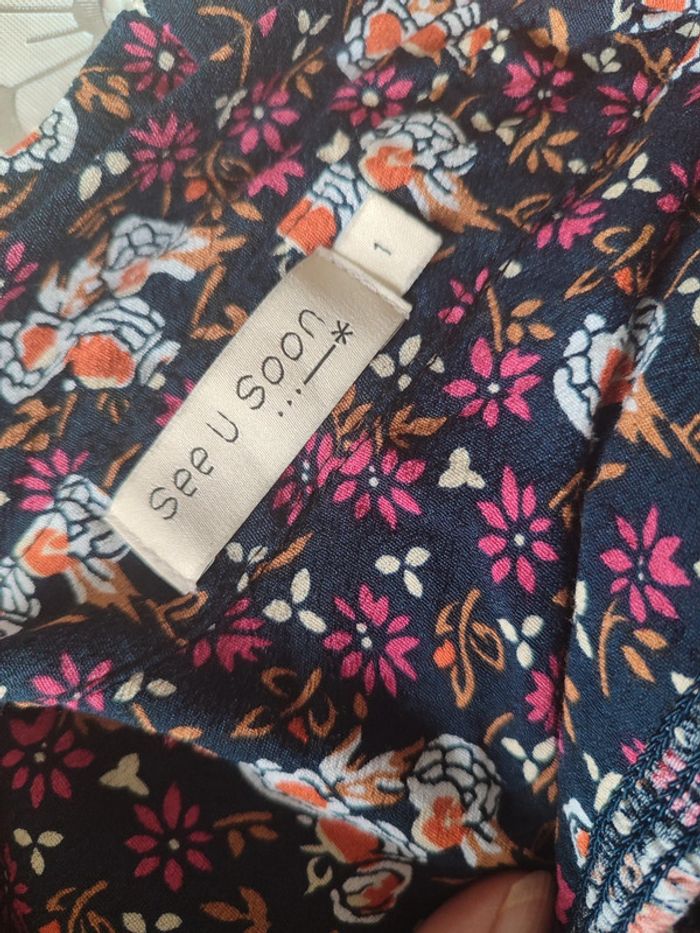 see u soon
...—*
1